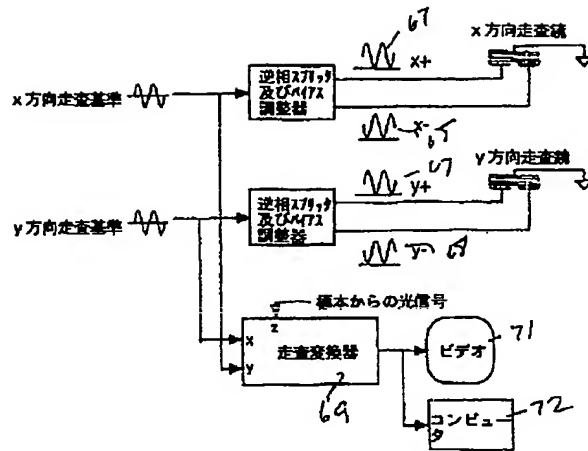 67
x+
x方向走査鏡
逆相スプリッタ
及びバイアス
調整器
x方向走査基準
x-
67
y+
y方向走査鏡
逆相スプリッタ
及びバイアス
調整器
y方向走査基準
y-
68
標本からの光信号
z
x
走査変換器
y
ビデオ
71
69
コンピュー
タ
72